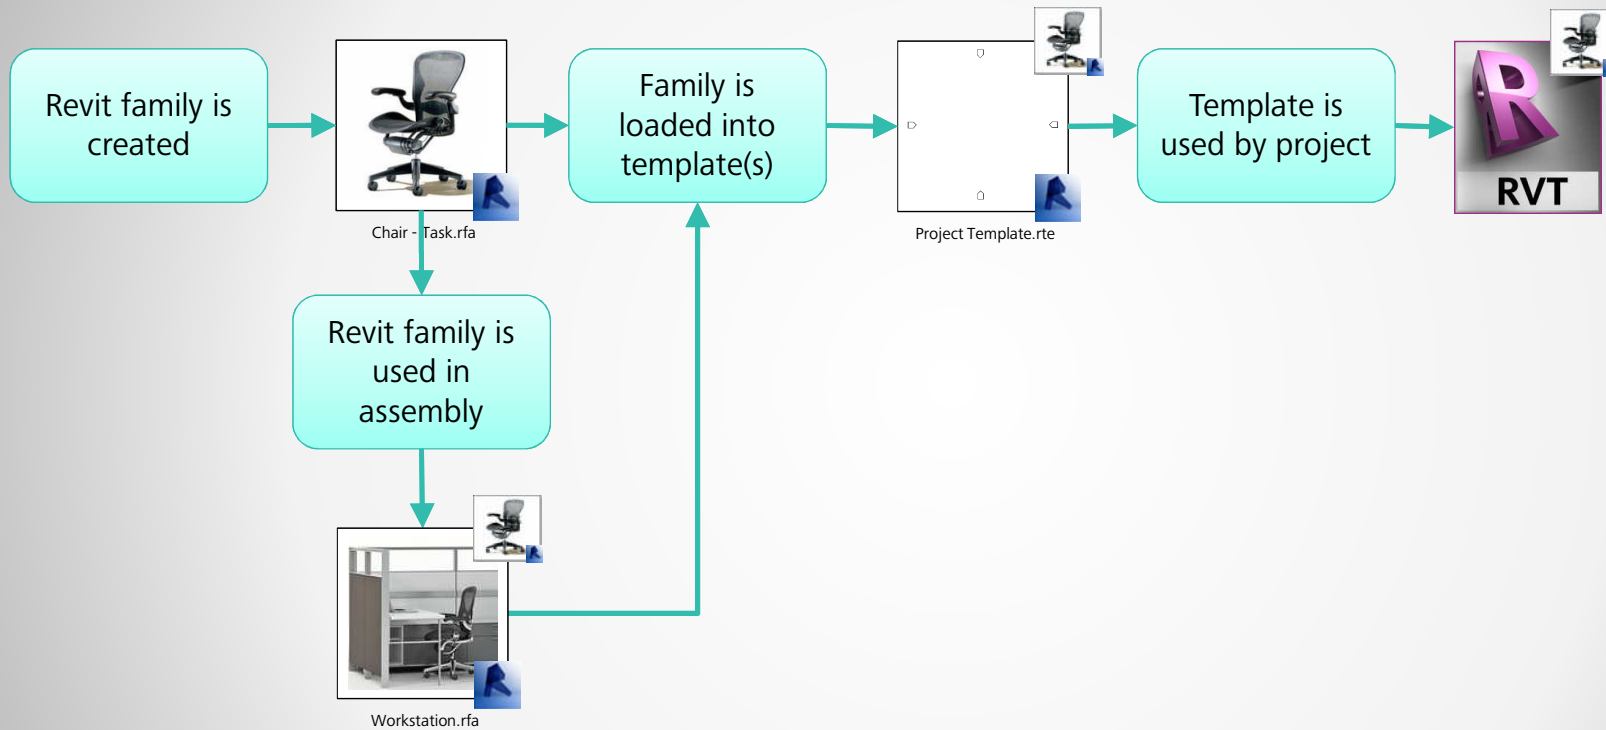 Revit family is
created
Chair - Task.rfa
Family is
loaded into
template(s)
Project Template.rte
Template is
used by project
RVT
Revit family is
used in
assembly
Workstation.rfa